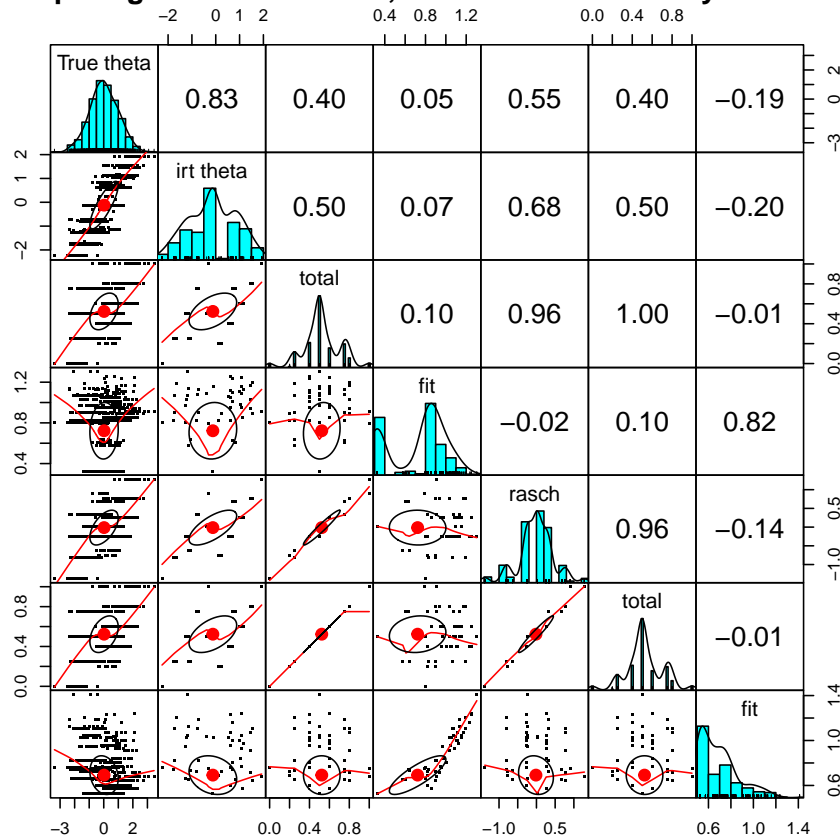 −2 0 1 2 0.4 0.8 1.2 0.0 0.4 0.8
True theta 0.83 0.40 0.05 0.55 0.40 −0.19 −3 0 2
−2 0 1 2 irt theta 0.50 0.07 0.68 0.50 −0.20
total 0.10 0.96 1.00 −0.01 0.0 0.4 0.8
0.4 0.8 1.2 fit −0.02 0.10 0.82
rasch 0.96 −0.14 −1.0 0.5
0.0 0.4 0.8 total −0.01
fit 0.6 1.0 1.4
−3 0 2 0.0 0.4 0.8 −1.0 0.5 0.6 1.0 1.4